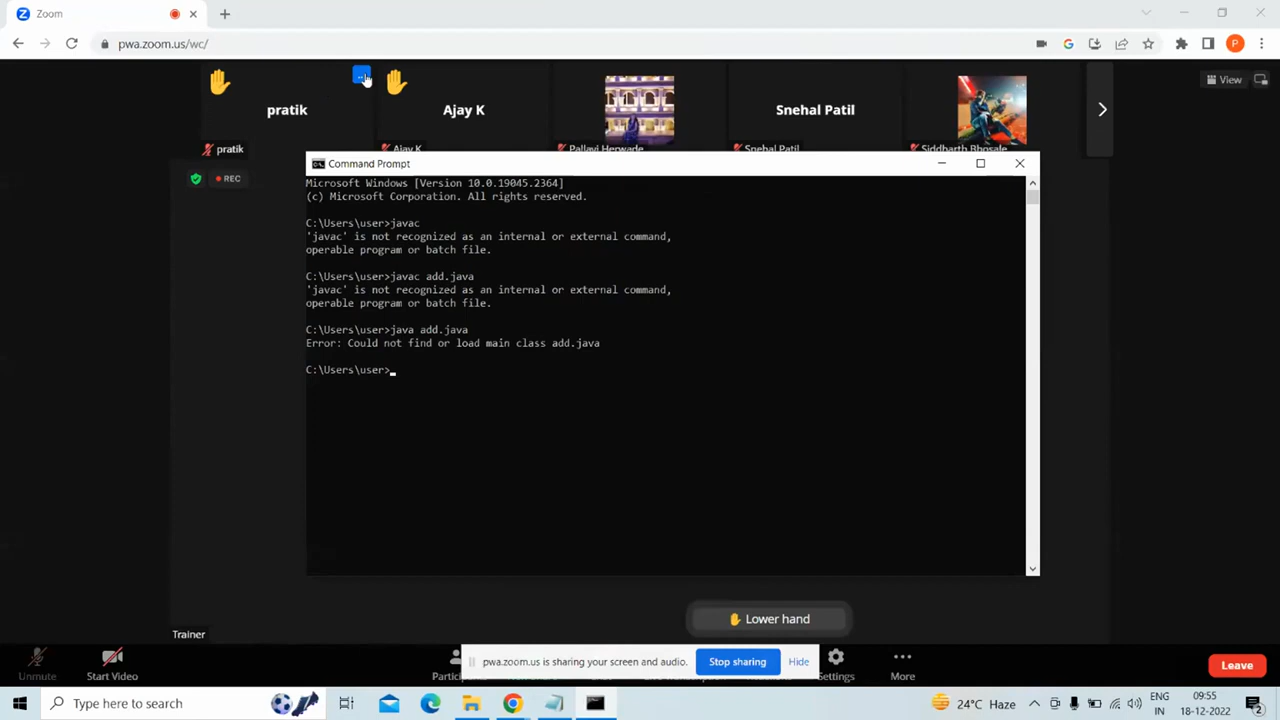 Zoom
pwa.zoom.us/wc/
P
pratik
Ajay K
Snehal Patil
View
pratik
Ajay K
Pallavi Herwade
Snehal Patil
Siddharth Bhosale
REC
Command Prompt
Microsoft Windows [Version 10.0.19045.2364]
(c) Microsoft Corporation. All rights reserved.
C:\Users\user>javac
'javac' is not recognized as an internal or external command,
operable program or batch file.
C:\Users\user>javac add.java
'javac' is not recognized as an internal or external command,
operable program or batch file.
C:\Users\user>java add.java
Error: Could not find or load main class add.java
C:\Users\user>
Lower hand
Trainer
pwa.zoom.us is sharing your screen and audio.
Stop sharing
Hide
Unmute
Start Video
Settings
More
Leave
Type here to search
24°C Haze
ENG
IN
09:55
18-12-2022
2